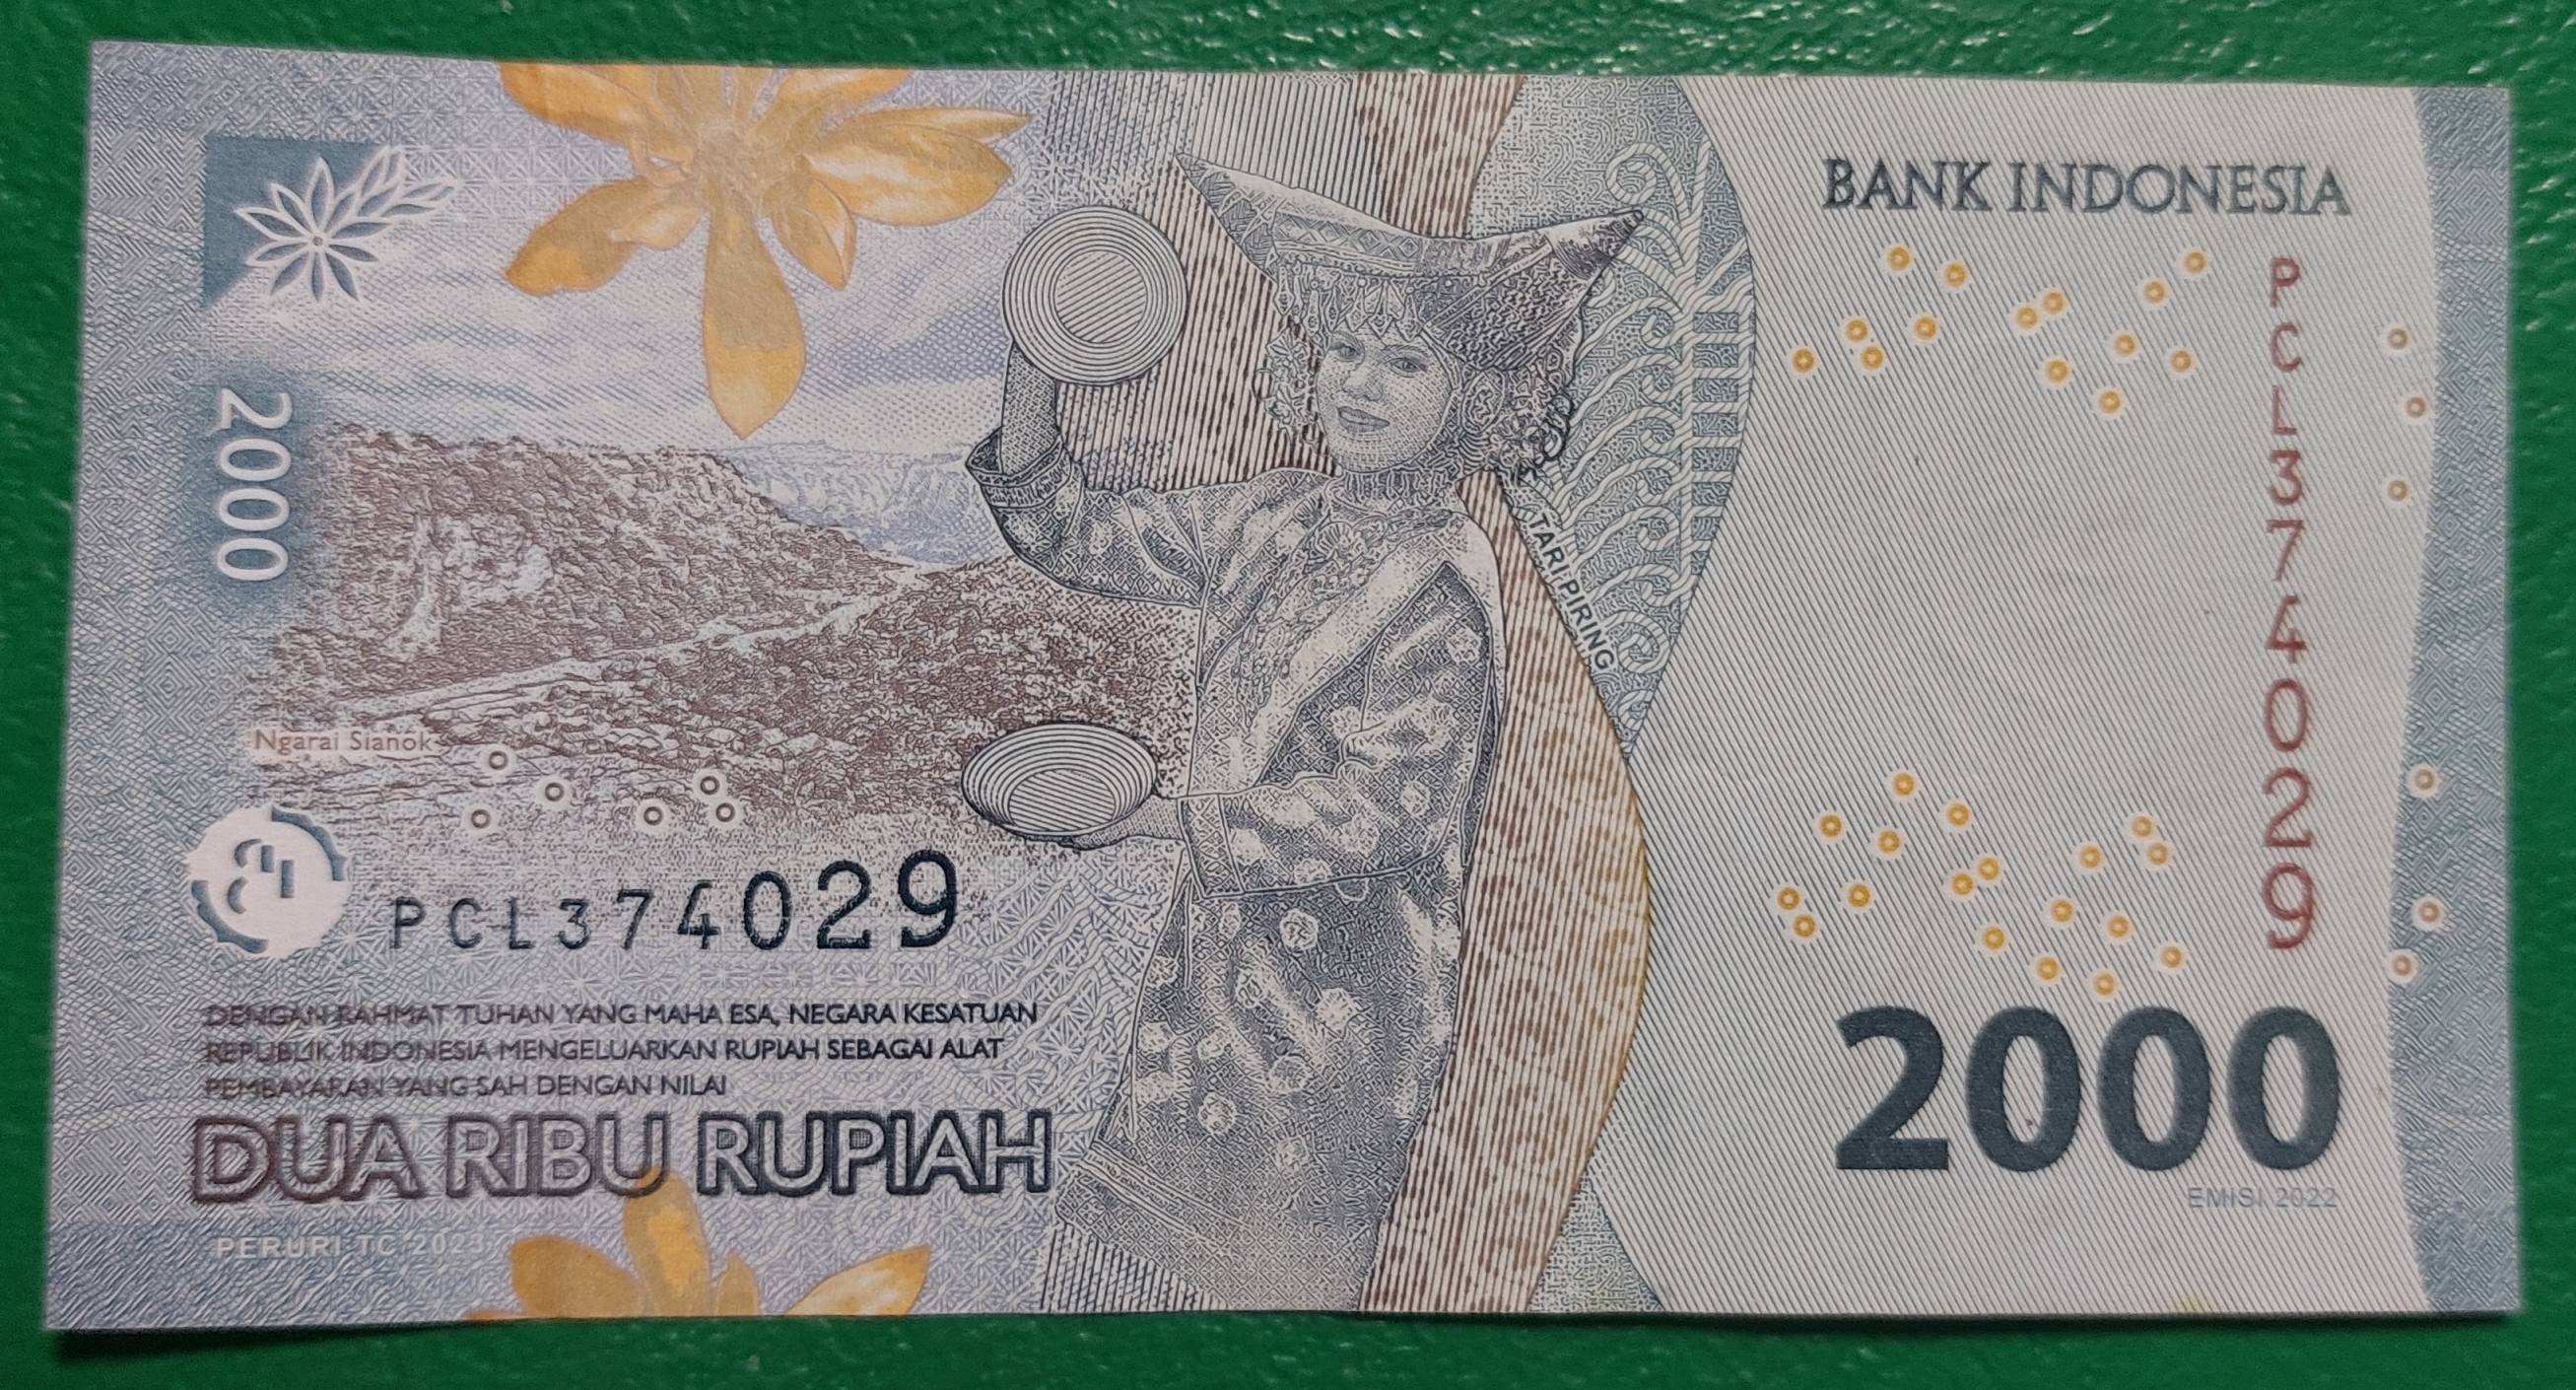 BANK INDONESIA
PCL374029
2000
TARI PIRING
Ngarai Sianok
PCL374029
DENGAN RAHMAT TUHAN YANG MAHA ESA, NEGARA KESATUAN
REPUBLIK INDONESIA MENGELUARKAN RUPIAH SEBAGAI ALAT
PEMBAYARAN YANG SAH DENGAN NILAI
DUA RIBU RUPIAH
2000
EMISI 2022
PERURI TC 2023